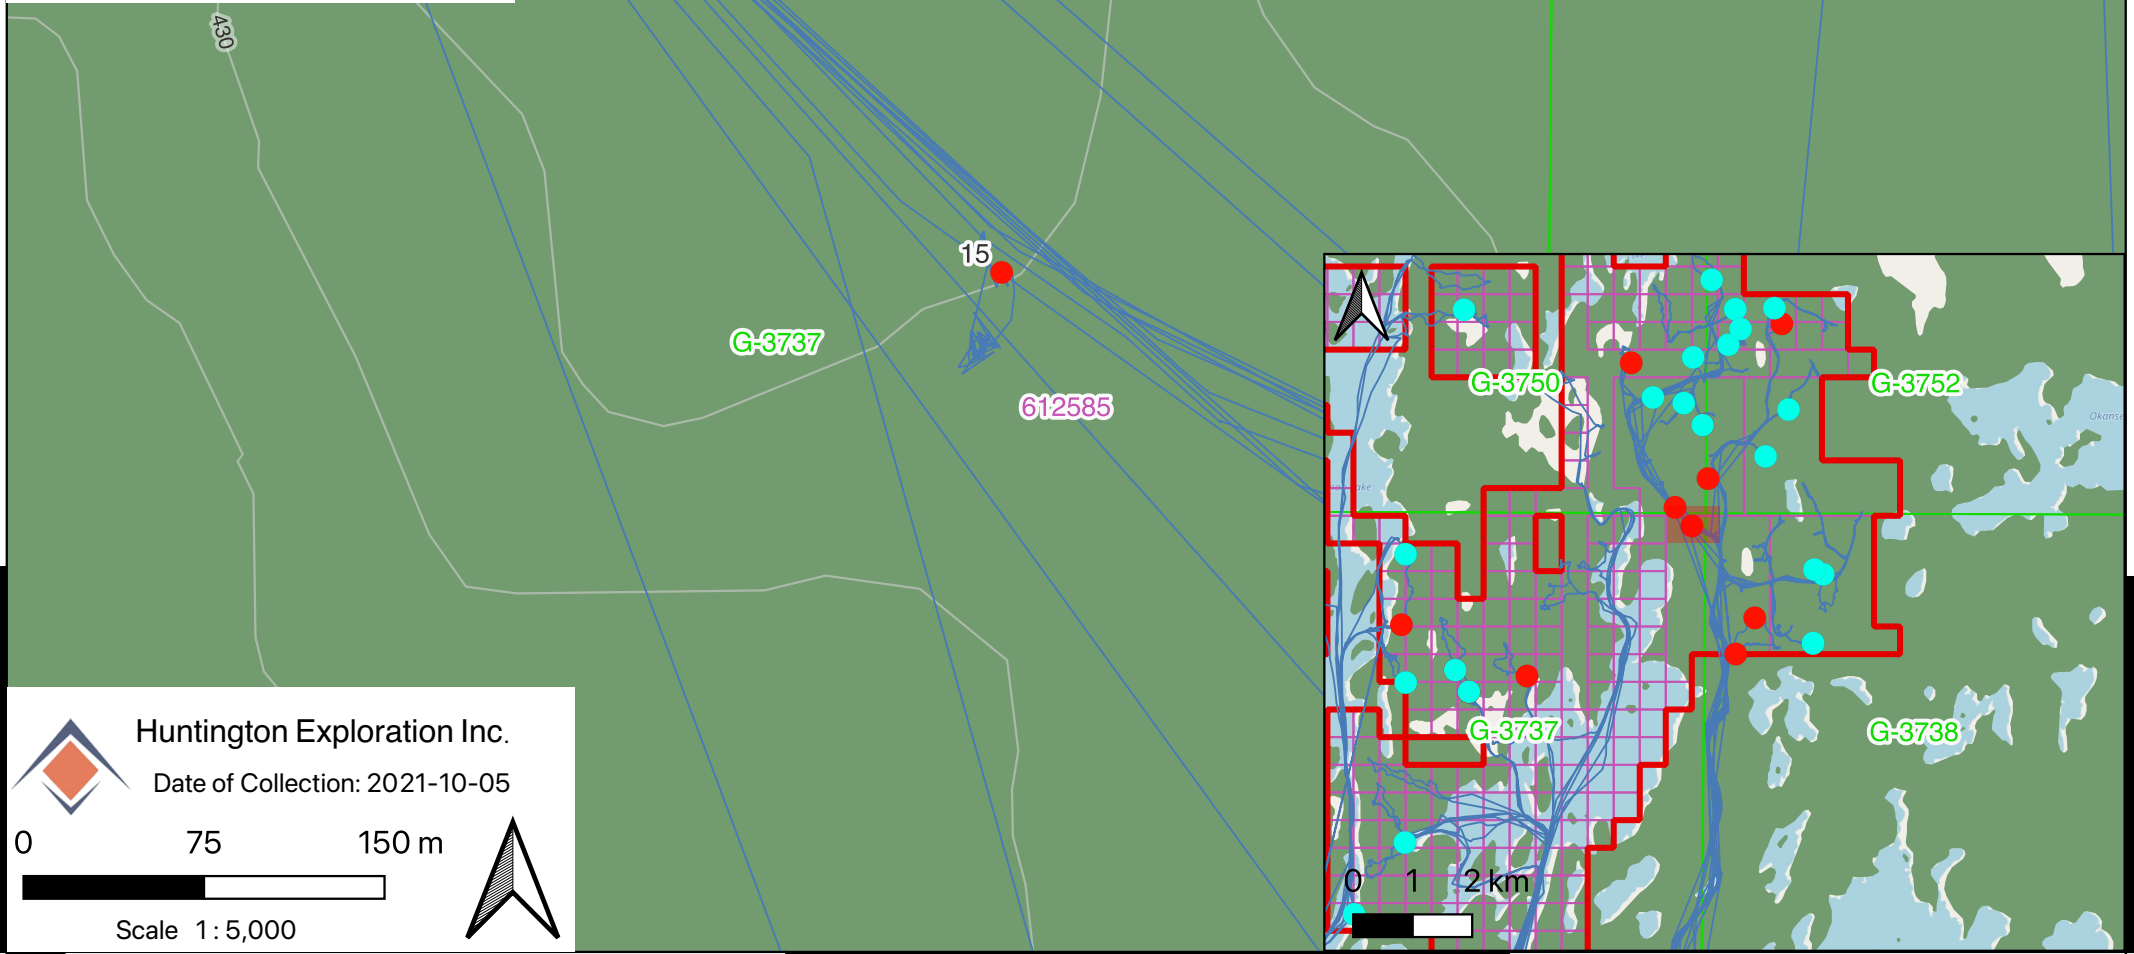 430
15
G-3737
612585
Huntington Exploration Inc.
Date of Collection: 2021-10-05
0 75 150 m
Scale 1 : 5,000
G-3750
G-3752
G-3737
G-3738
0 1 2 km